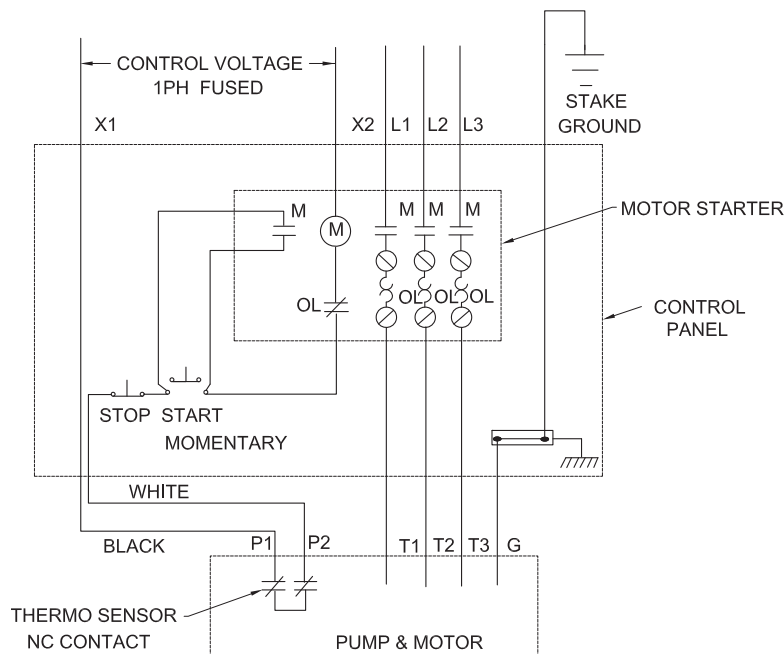 CONTROL VOLTAGE
1PH FUSED
STAKE
GROUND
X1
X2 L1 L2 L3
MOTOR STARTER
M
M
M M M
OL
OL OL OL
CONTROL
PANEL
STOP START
MOMENTARY
WHITE
BLACK
P1 P2
T1 T2 T3 G
THERMO SENSOR
NC CONTACT
PUMP & MOTOR